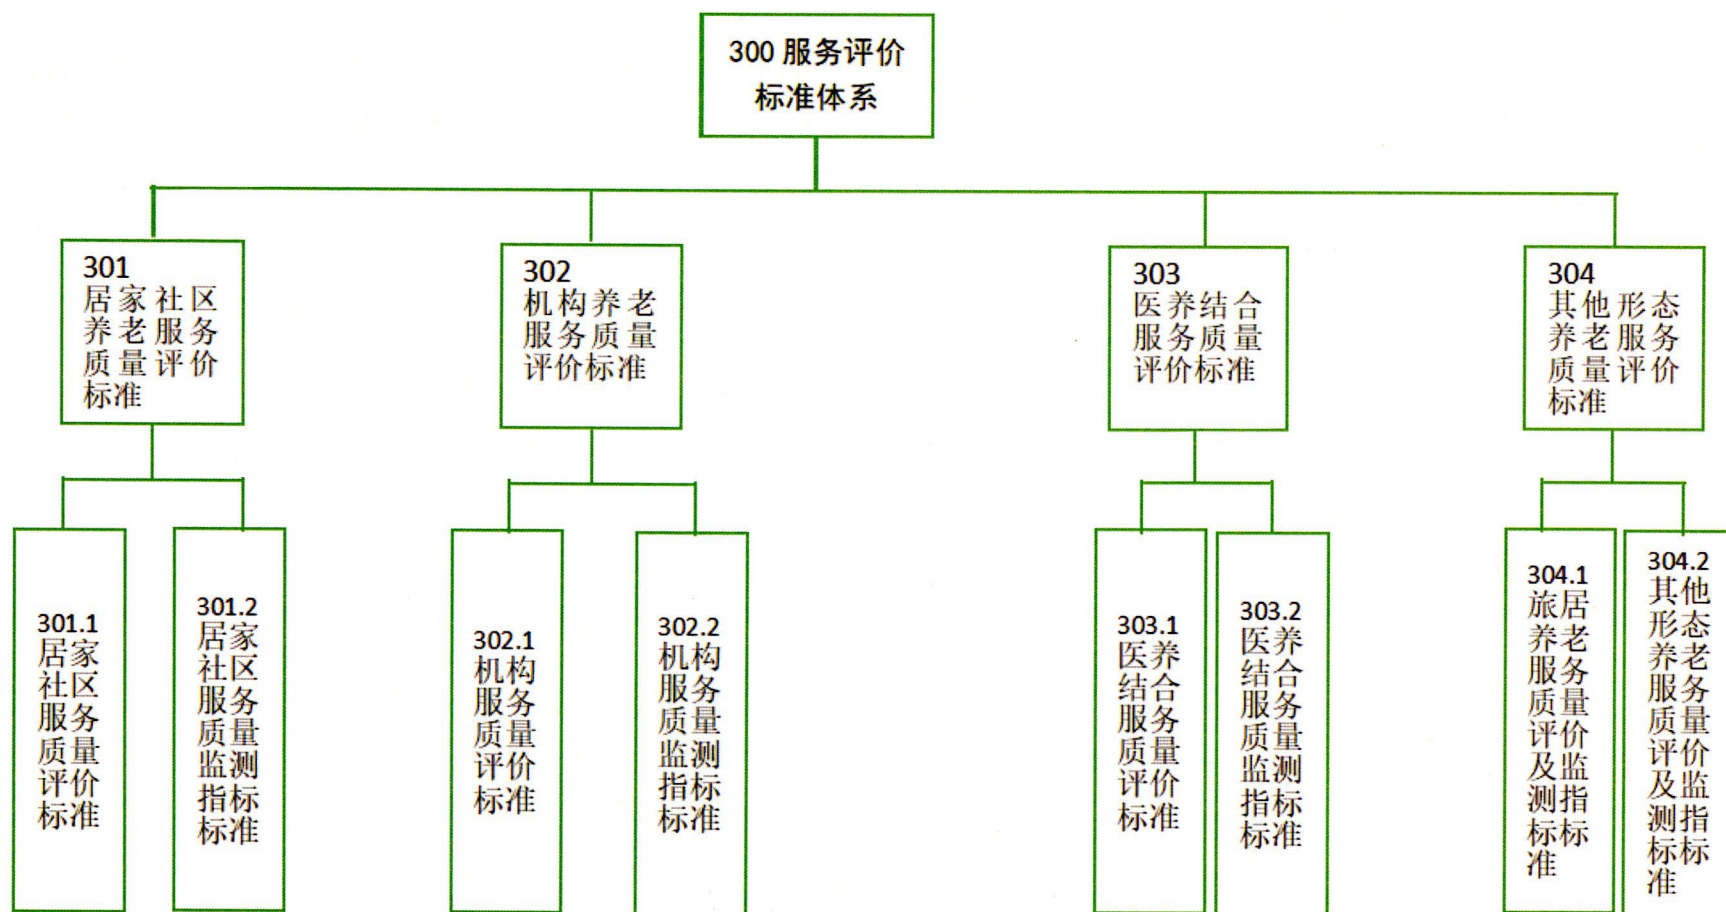 300 服务评价
标准体系
301
居家社区
养老服务
质量评价
标准
302
机构养老
服务质量
评价标准
303
医养结合
服务质量
评价标准
304
其他形态
养老服务
质量评价
标准
301.1
居家
社区
服务
质量
评价
标准
301.2
居家
社区
服务
质量
监测
指标
标准
302.1
机构
服务
质量
评价
标准
302.2
机构
服务
质量
监测
指标
标准
303.1
医养
结合
服务
质量
评价
标准
303.2
医养
结合
服务
质量
监测
指标
标准
304.1
旅居
养老
服务
质量
评价
及监
测指
标标
准
304.2
其他
形态
养老
服务
质量
评价
及监
测指
标标
准